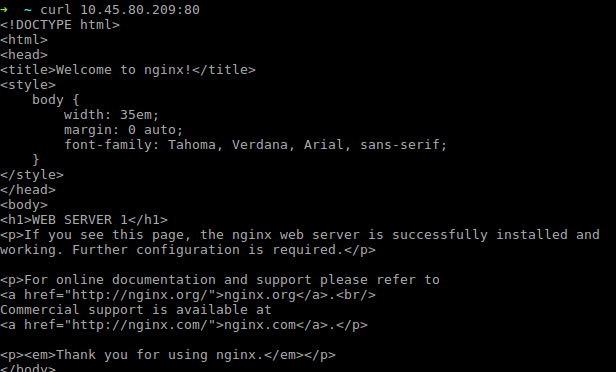 ➜  ~ curl 10.45.80.209:80
<!DOCTYPE html>
<html>
<head>
<title>Welcome to nginx!</title>
<style>
    body {
        width: 35em;
        margin: 0 auto;
        font-family: Tahoma, Verdana, Arial, sans-serif;
    }
</style>
</head>
<body>
<h1>WEB SERVER 1</h1>
<p>If you see this page, the nginx web server is successfully installed and
working. Further configuration is required.</p>

<p>For online documentation and support please refer to
<a href="http://nginx.org/">nginx.org</a>.<br/>
Commercial support is available at
<a href="http://nginx.com/">nginx.com</a>.</p>

<p><em>Thank you for using nginx.</em></p>
</body>